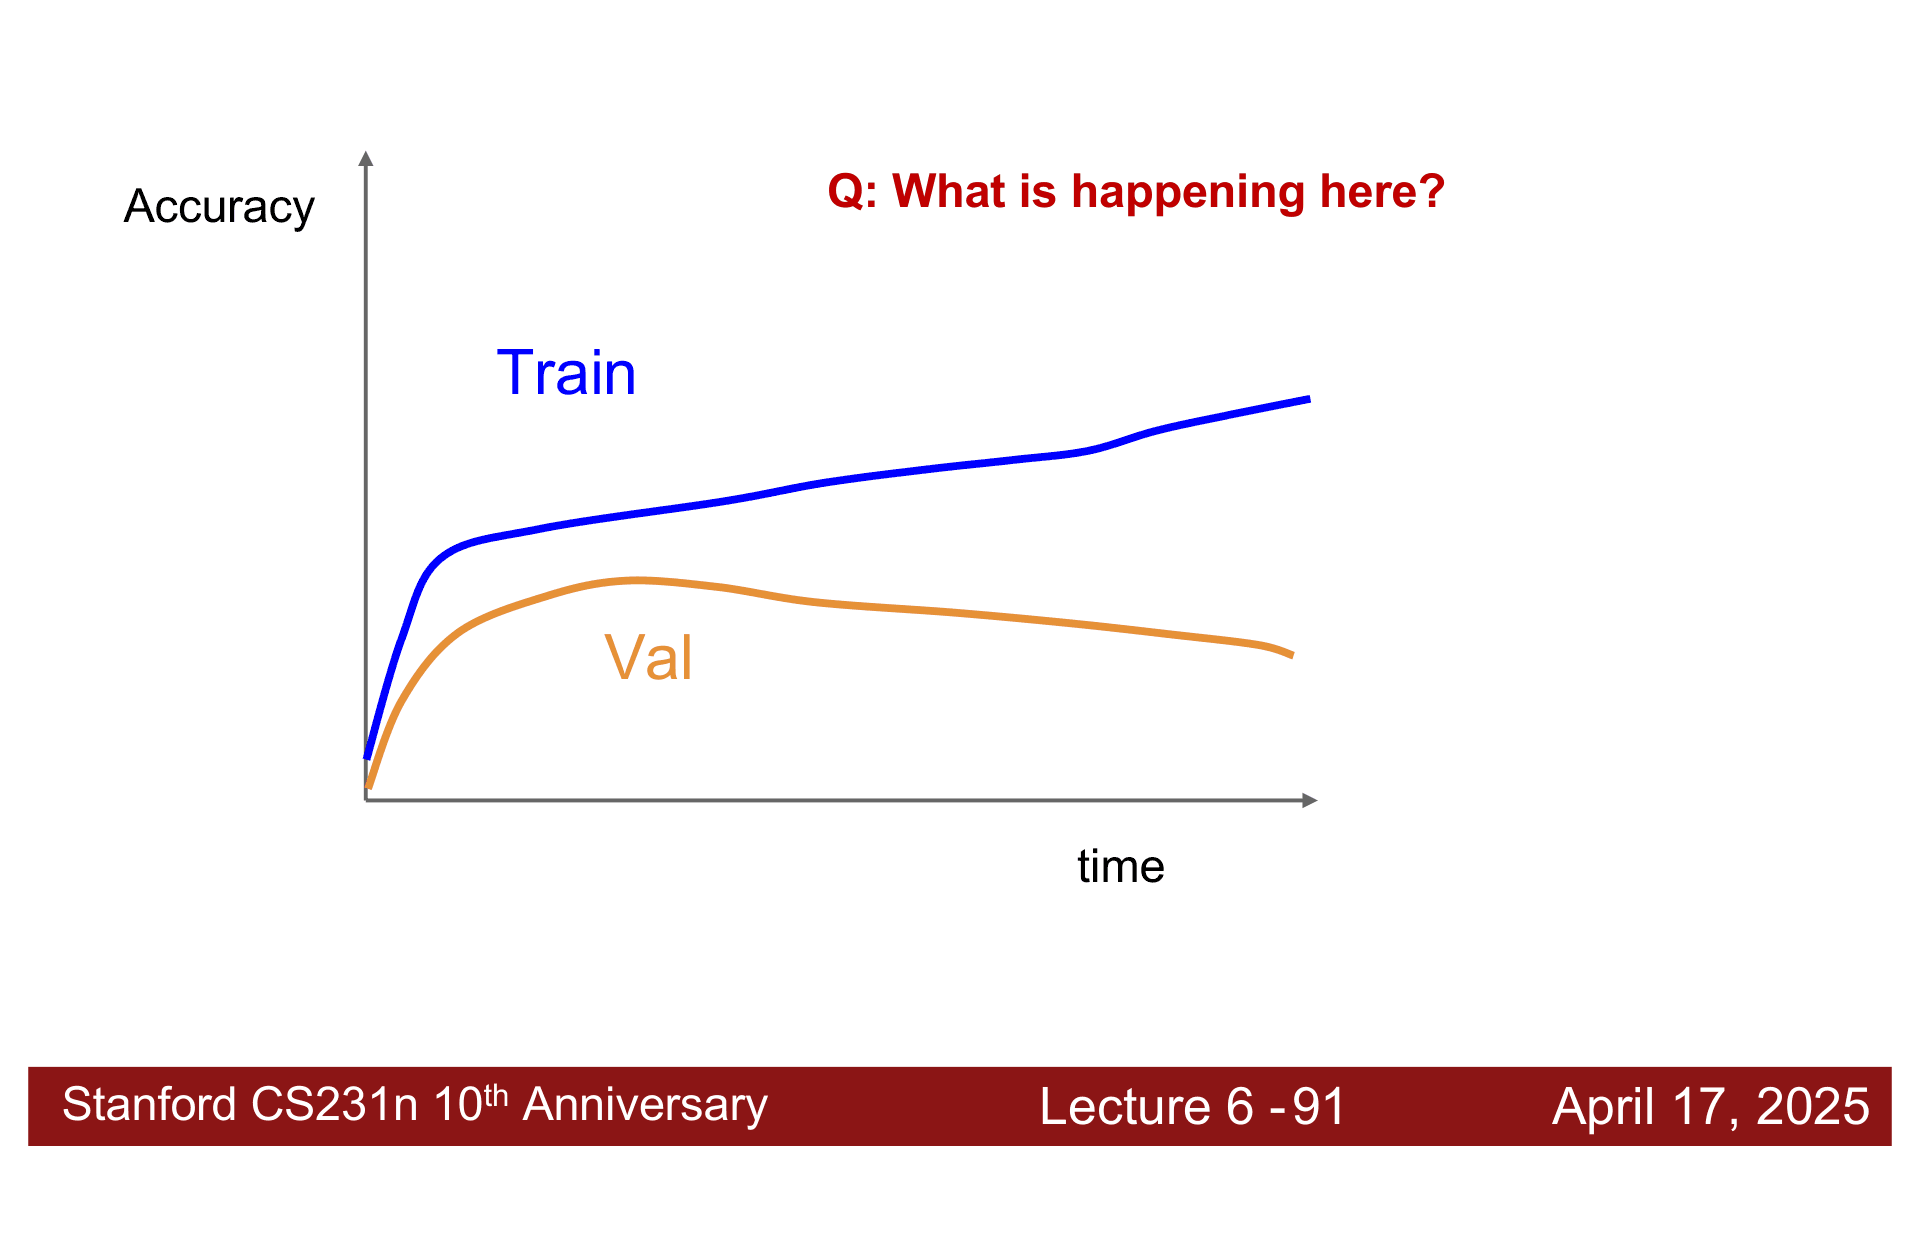 Q: What is happening here?
Accuracy
Train
Val
time
Stanford CS231n 10th Anniversary
Lecture 6 - 91
April 17, 2025